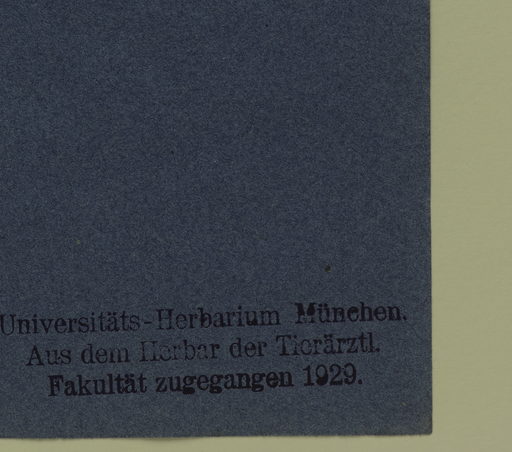 Universitäts-Herbarium München.
Aus dem Herbar der Tierärztl.
Fakultät zugegangen 1929.